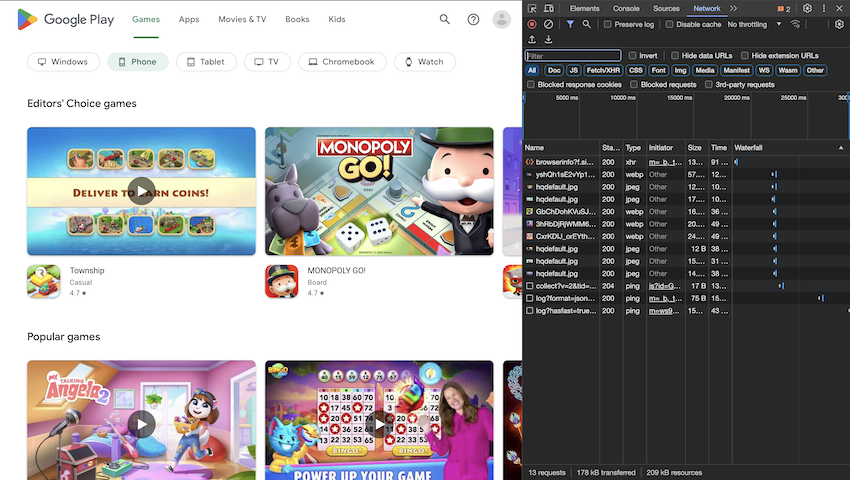 Google Play
Games
Apps
Movies & TV
Books
Kids
Windows
Phone
Tablet
TV
Chromebook
Watch
Editors' Choice games
DELIVER TO EARN COINS!
MONOPOLY
GO!
Township
Casual
4.7 ★
MONOPOLY GO!
Board
4.7 ★
Popular games
MY
TALKING
Angela 2
BINGO
POWER UP YOUR GAME
BINGO!
BINGO!
Elements
Console
Sources
Network
2
Preserve log
Disable cache
No throttling
Filter
Invert
Hide data URLs
Hide extension URLs
All
Doc
JS
Fetch/XHR
CSS
Font
Img
Media
Manifest
WS
Wasm
Other
Blocked response cookies
Blocked requests
3rd-party requests
5000 ms
10000 ms
15000 ms
20000 ms
25000 ms
Name Sta... Type Initiator Size Time Waterfall
browserinfo?f.si... 200 xhr m=_b,_t... 13... 91 ...
yshQh1sE2vYp1... 200 webp Other 57.... 12...
hqdefault.jpg 200 jpeg Other 12... 10...
hqdefault.jpg 200 jpeg Other 17... 10...
GbChDohKVuSJ... 200 webp Other 16... 36 ...
3hRbDjRWMM6... 200 webp Other 20... 49 ...
CxrKDIJ_orEYth... 200 webp Other 24... 49 ...
hqdefault.jpg 200 jpeg Other 12 B 38 ...
hqdefault.jpg 200 jpeg Other 15... 31 ...
hqdefault.jpg 200 jpeg Other 14... 38 ...
collect?v=2&tid=... 204 ping js?id=G... 17 B 13...
log?format=json... 200 ping m=_b,_t... 75 B 15...
log?hasfast=true... 200 ping m=ws9... 15... 43 ...
13 requests
178 kB transferred
209 kB resources